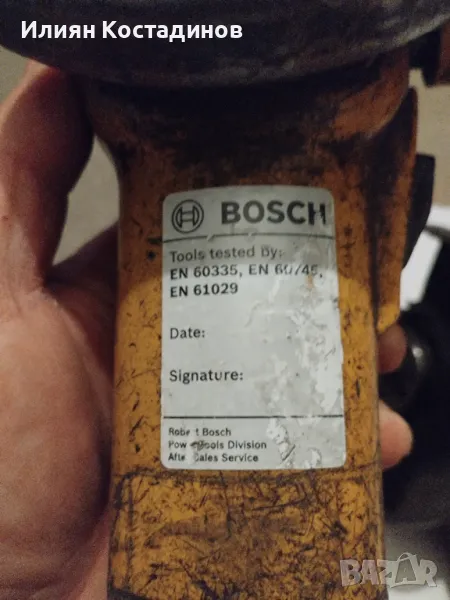 Илиян Костадинов
BOSCH
Tools tested by:
EN 60335, EN 60745,
EN 61029
Date:
Signature:
Robert Bosch
Power Tools Division
After Sales Service
BAZAR